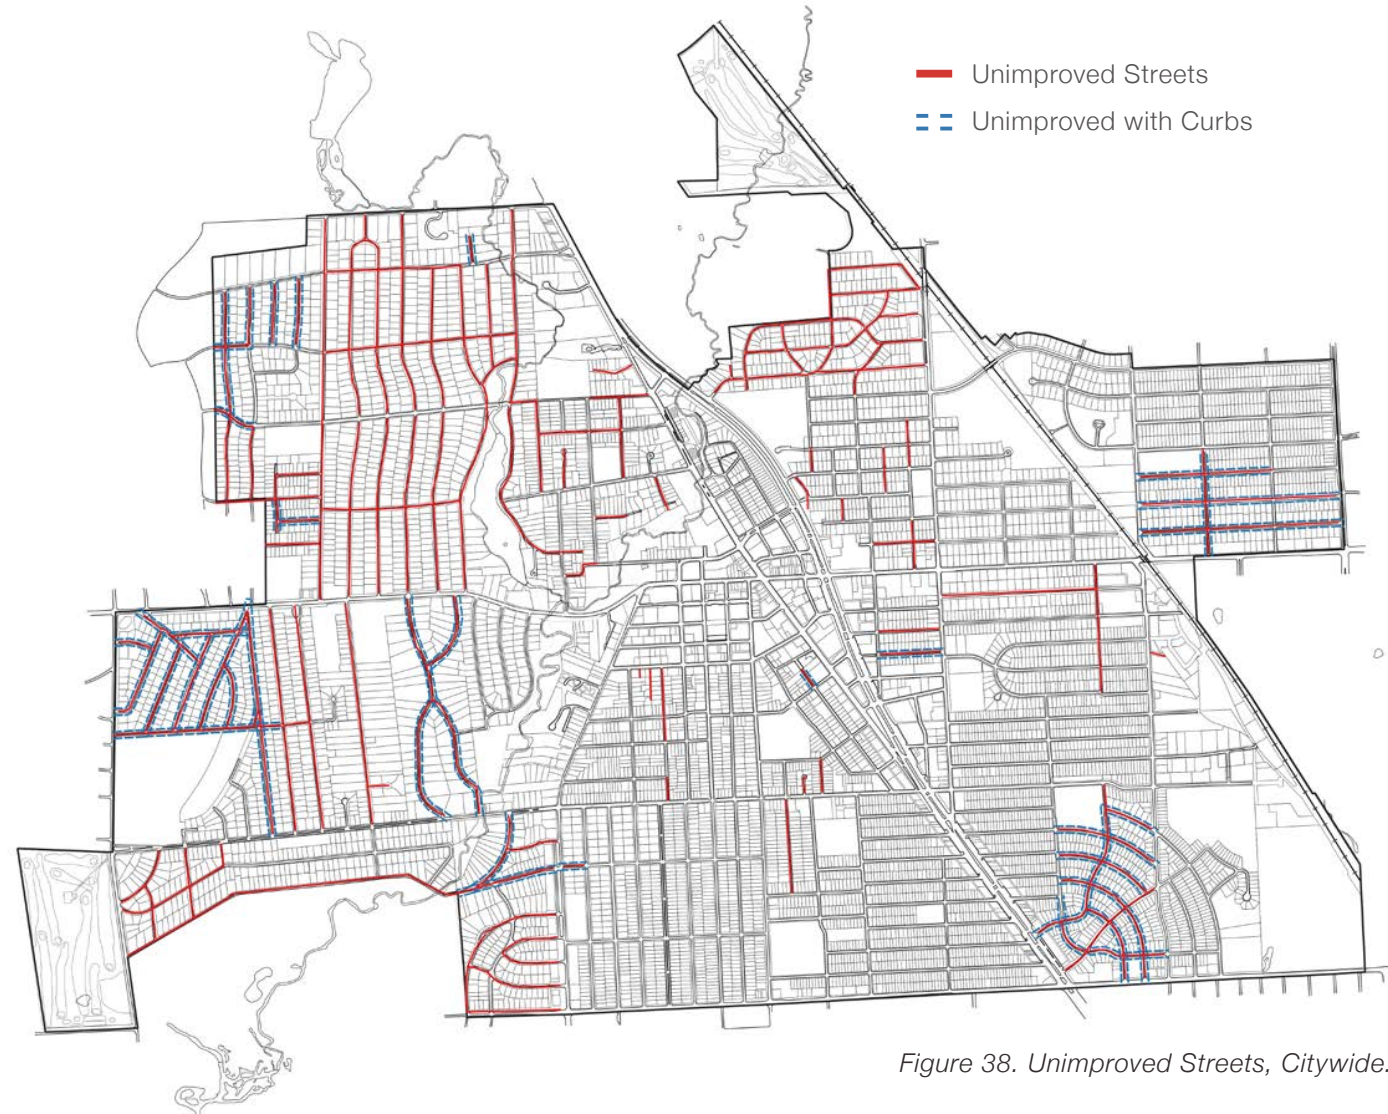 Unimproved Streets
Unimproved with Curbs
Figure 38. Unimproved Streets, Citywide.